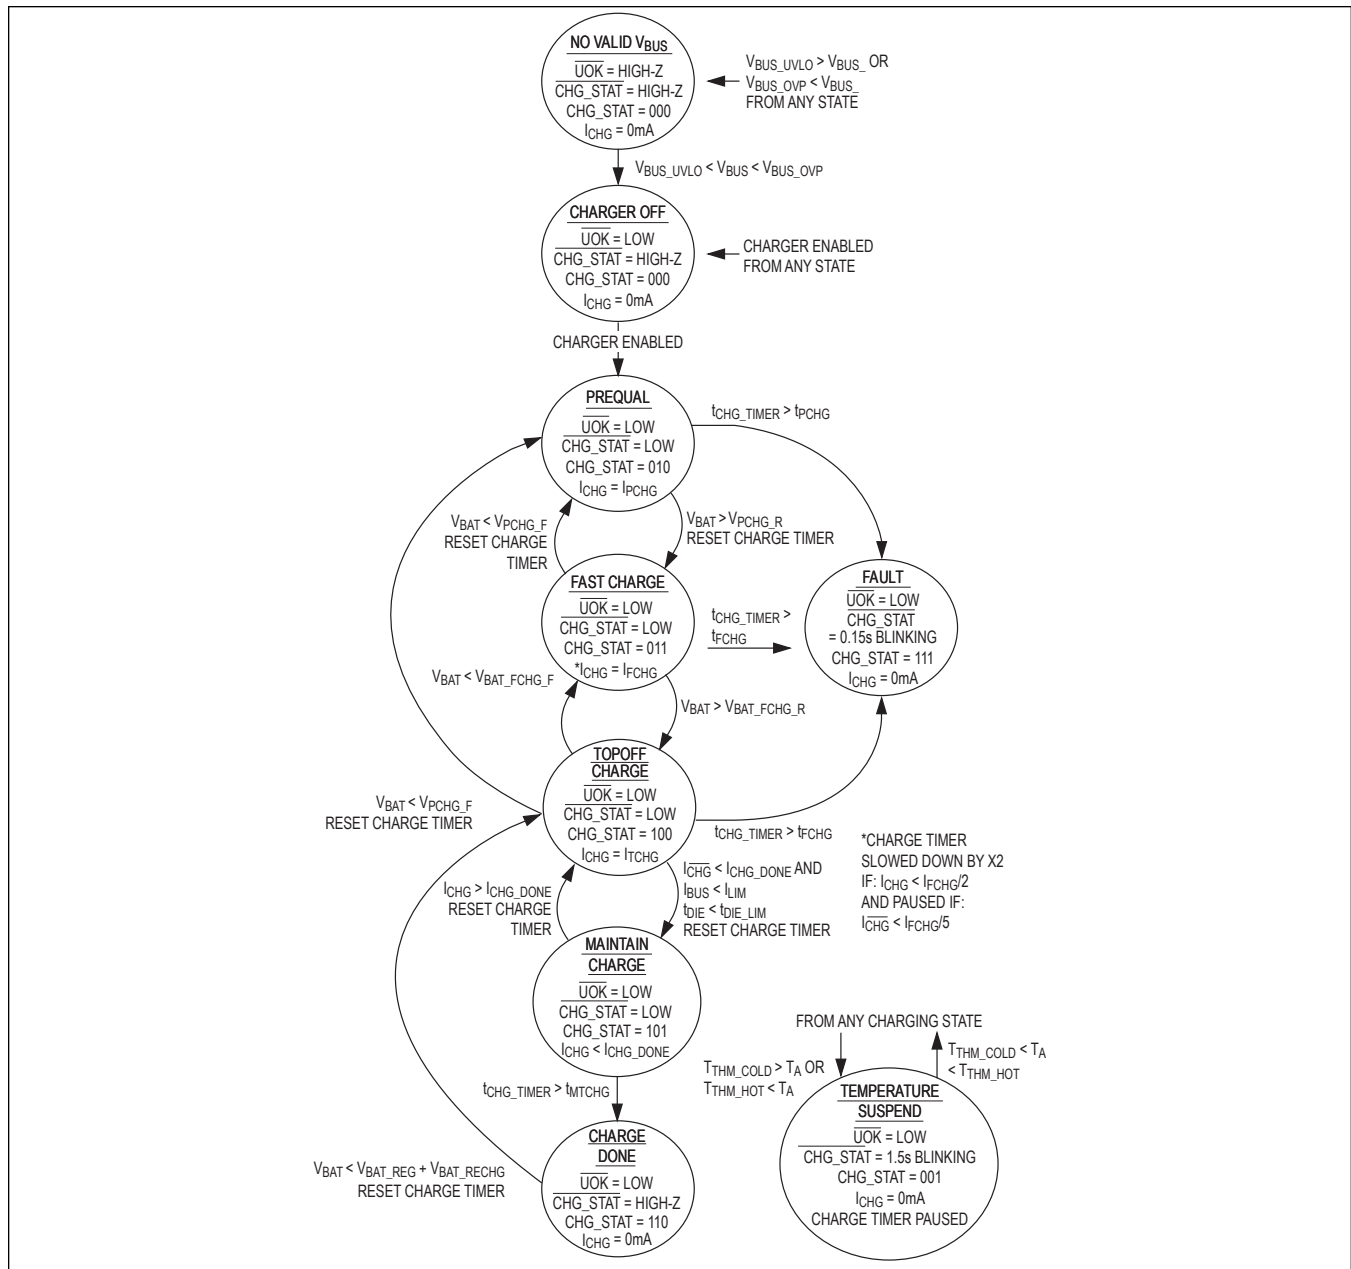 NO VALID VBUS
UOK = HIGH-Z
CHG_STAT = HIGH-Z
CHG_STAT = 000
ICHG = 0mA
VBUS_UVLO > VBUS_ OR
VBUS_OVP < VBUS_
FROM ANY STATE
VBUS_UVLO < VBUS < VBUS_OVP
CHARGER OFF
UOK = LOW
CHG_STAT = HIGH-Z
CHG_STAT = 000
ICHG = 0mA
CHARGER ENABLED
FROM ANY STATE
CHARGER ENABLED
PREQUAL
UOK = LOW
CHG_STAT = LOW
CHG_STAT = 010
ICHG = IPCHG
tCHG_TIMER > tPCHG
VBAT < VPCHG_F
RESET CHARGE
TIMER
VBAT > VPCHG_R
RESET CHARGE TIMER
FAST CHARGE
UOK = LOW
CHG_STAT = LOW
CHG_STAT = 011
*ICHG = IFCHG
tCHG_TIMER >
tFCHG
FAULT
UOK = LOW
CHG_STAT
= 0.15s BLINKING
CHG_STAT = 111
ICHG = 0mA
VBAT < VBAT_FCHG_F
VBAT > VBAT_FCHG_R
TOPOFF
CHARGE
UOK = LOW
CHG_STAT = LOW
CHG_STAT = 100
ICHG = ITCHG
VBAT < VPCHG_F
RESET CHARGE TIMER
tCHG_TIMER > tFCHG
*CHARGE TIMER
SLOWED DOWN BY X2
IF: ICHG < IFCHG/2
AND PAUSED IF:
ICHG < IFCHG/5
ICHG > ICHG_DONE
RESET CHARGE
TIMER
ICHG < ICHG_DONE AND
IBUS < ILIM
tDIE < tDIE_LIM
RESET CHARGE TIMER
MAINTAIN
CHARGE
UOK = LOW
CHG_STAT = LOW
CHG_STAT = 101
ICHG < ICHG_DONE
tCHG_TIMER > tMTCHG
CHARGE
DONE
UOK = LOW
CHG_STAT = HIGH-Z
CHG_STAT = 110
ICHG = 0mA
VBAT < VBAT_REG + VBAT_RECHG
RESET CHARGE TIMER
FROM ANY CHARGING STATE
TTHM_COLD > TA OR
TTHM_HOT < TA
TTHM_COLD < TA
< TTHM_HOT
TEMPERATURE
SUSPEND
UOK = LOW
CHG_STAT = 1.5s BLINKING
CHG_STAT = 001
ICHG = 0mA
CHARGE TIMER PAUSED